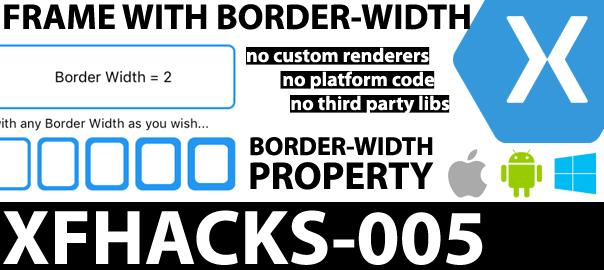 FRAME WITH BORDER-WIDTH
no custom renderers
Border Width = 2
no platform code
no third party libs
with any Border Width as you wish...
BORDER-WIDTH
PROPERTY
XFHACKS-005